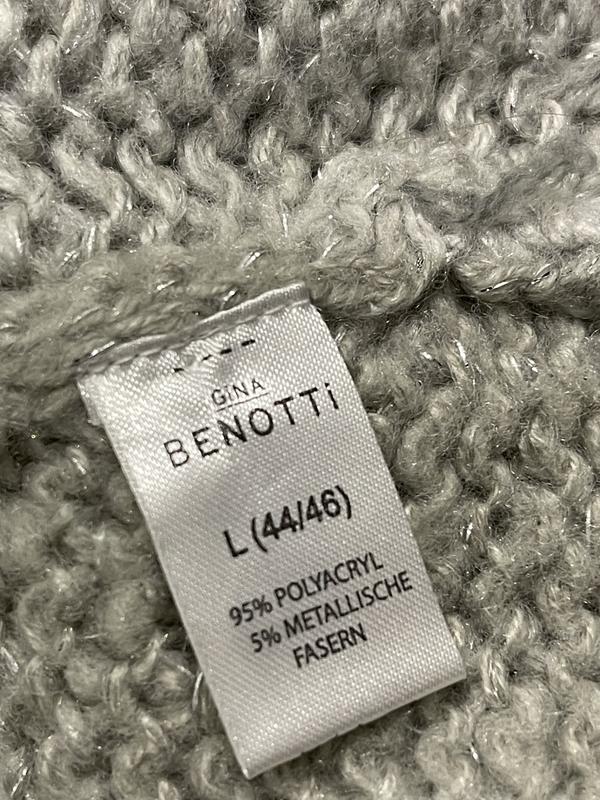 GiNA
BENOTTi
L (44/46)
95% POLYACRYL
5% METALLISCHE
FASERN